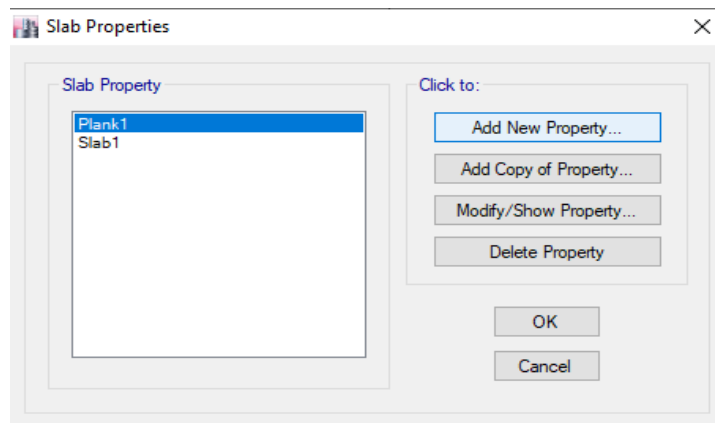 Slab Properties
Slab Property
Plank1
Slab1
Click to:
Add New Property...
Add Copy of Property...
Modify/Show Property...
Delete Property
OK
Cancel